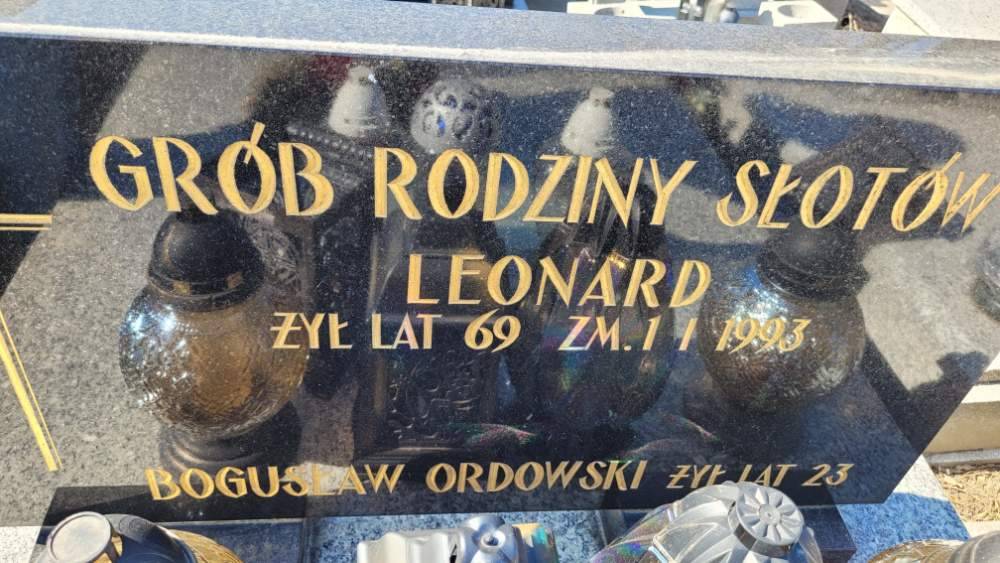 GRÓB RODZINY SŁOTÓW
LEONARD
ŻYŁ LAT 69 ZM. 1 I 1993
BOGUSŁAW ORDOWSKI ŻYŁ LAT 23